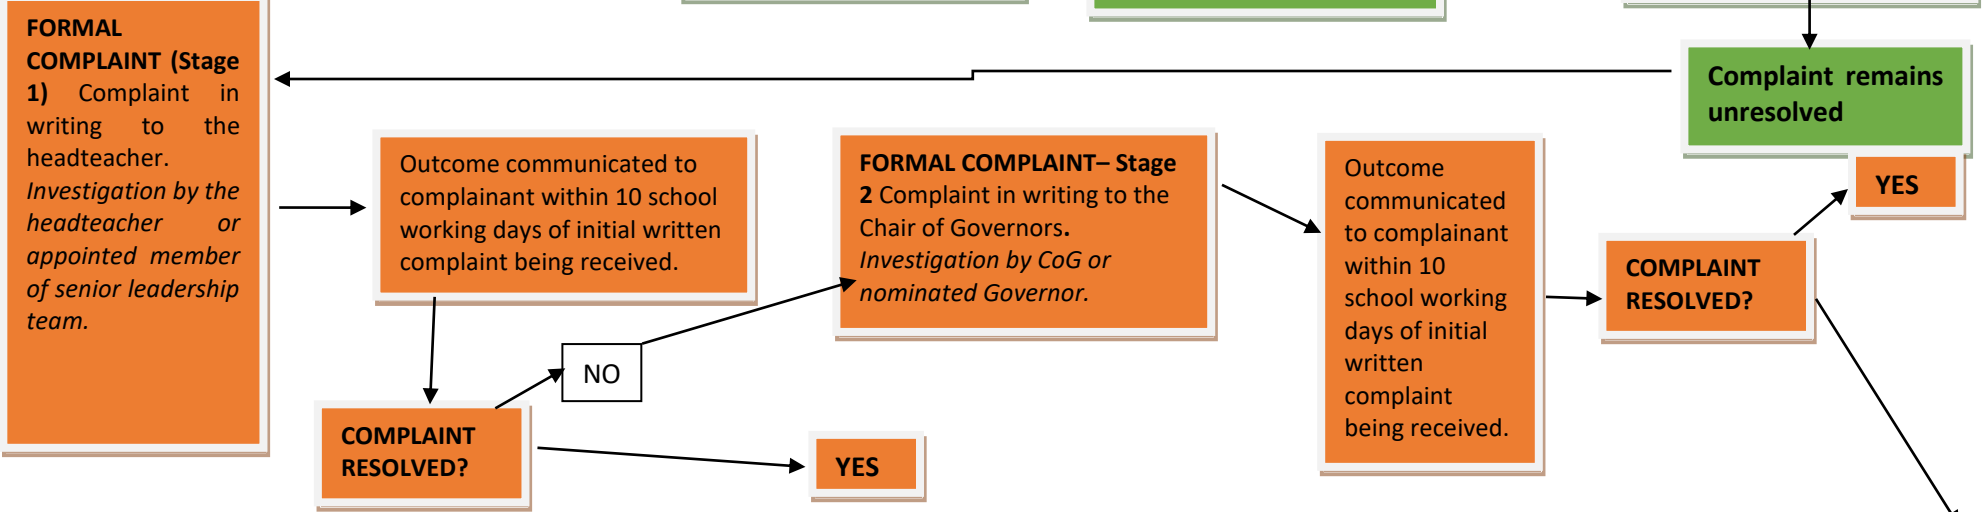 FORMAL
COMPLAINT (Stage
1) Complaint in
writing to the
headteacher.
Investigation by the
headteacher or
appointed member
of senior leadership
team.
Outcome communicated to
complainant within 10 school
working days of initial written
complaint being received.
COMPLAINT
RESOLVED?
NO
YES
FORMAL COMPLAINT– Stage
2 Complaint in writing to the
Chair of Governors.
Investigation by CoG or
nominated Governor.
Outcome
communicated
to complainant
within 10
school working
days of initial
written
complaint
being received.
COMPLAINT
RESOLVED?
YES
Complaint remains
unresolved